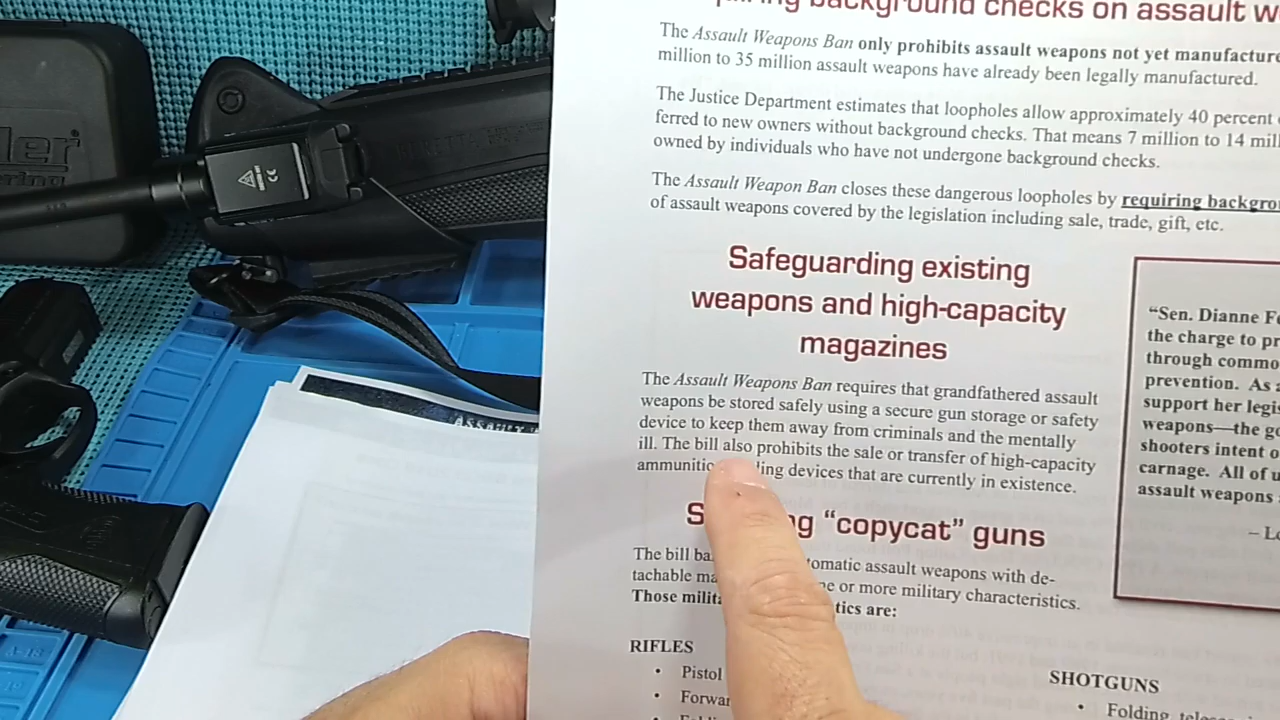 background checks on assault
The Assault Weapons Ban only prohibits assault weapons not yet
million to 35 million assault weapons have already been legally manufactured.
The Justice Department estimates that loopholes allow approximately 40 percent
ferred to new owners without background checks. That means 7 million to 14
owned by individuals who have not undergone background checks.
The Assault Weapon Ban closes these dangerous loopholes by requiring
of assault weapons covered by the legislation including sale, trade, gift, etc.
Safeguarding existing
weapons and high-capacity
magazines
The Assault Weapons Ban requires that grandfathered assault
weapons be stored safely using a secure gun storage or safety
device to keep them away from criminals and the mentally
ill. The bill also prohibits the sale or transfer of high-capacity
devices that are currently in existence.
“copycat” guns
The bill
assault weapons with de-
tachable
or more military characteristics.
Those
are:
RIFLES
• Pistol
•
SHOTGUNS
• Folding,
“Sen. Dianne
the charge to
through
prevention. As
support her
weapons—the
shooters intent
carnage. All of
assault weapons
ASSAULT
CE